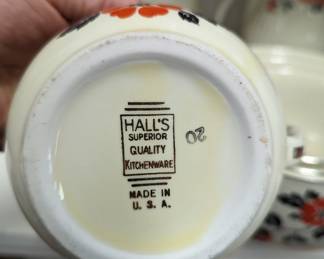 HALL'S
SUPERIOR
QUALITY
KITCHENWARE
MADE IN
U. S. A.
20